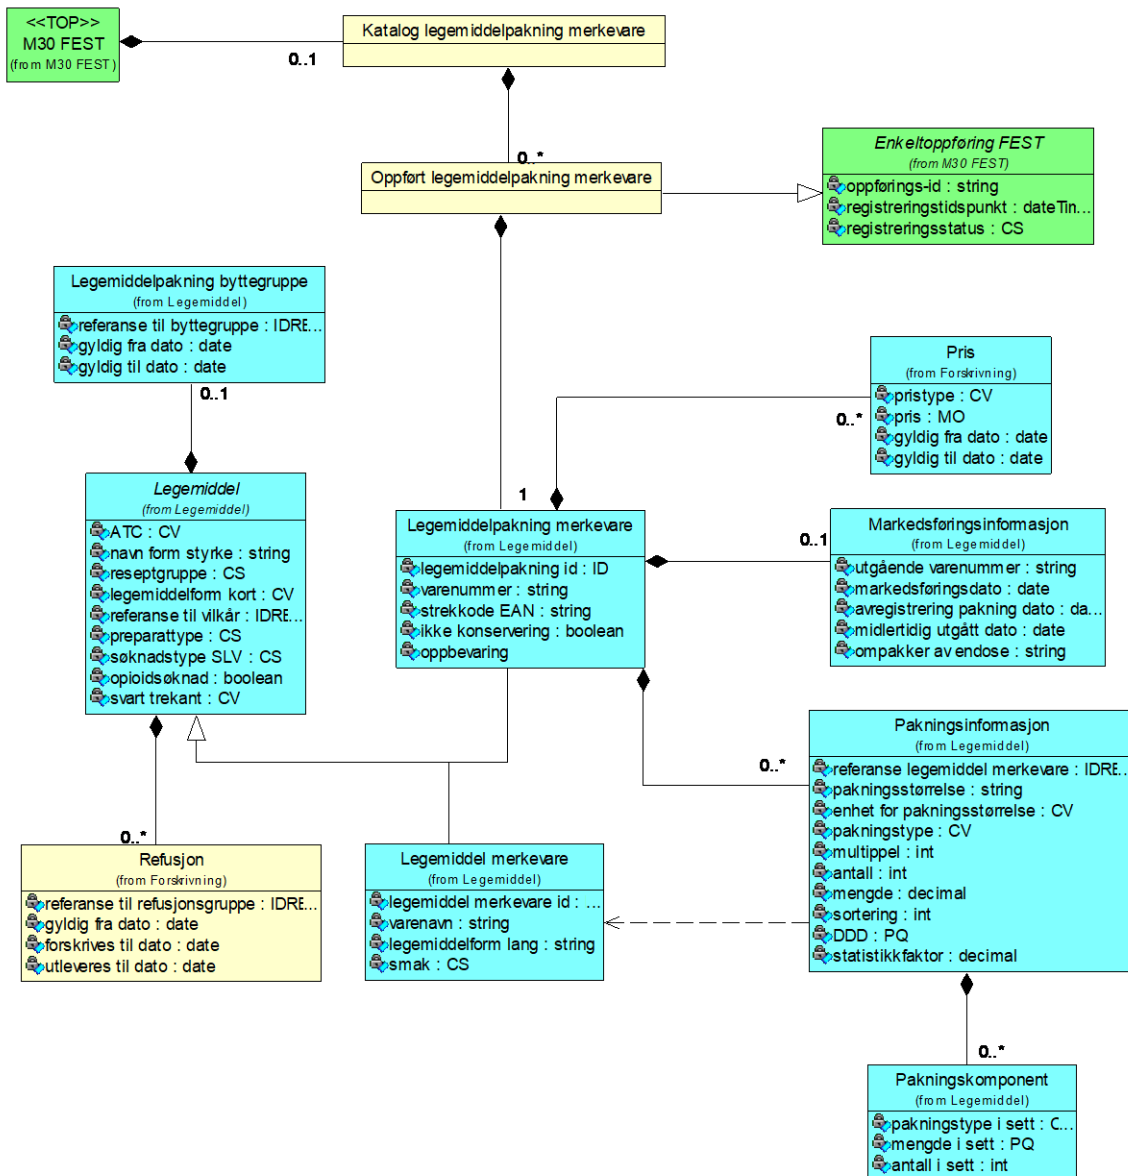 <<TOP>>
M30 FEST
(from M30 FEST)
0..1
Katalog legemiddelpakning merkevare
0..*
Oppført legemiddelpakning merkevare
Enkeltoppføring FEST
(from M30 FEST)
oppførings-id : string
registreringstidspunkt : dateTin...
registreringsstatus : CS
Legemiddelpakning byttegruppe
(from Legemiddel)
referanse til byttegruppe : IDRE...
gyldig fra dato : date
gyldig til dato : date
0..1
Pris
(from Forskrivning)
pristype : CV
pris : MO
gyldig fra dato : date
gyldig til dato : date
0..*
Legemiddel
(from Legemiddel)
ATC : CV
navn form styrke : string
reseptgruppe : CS
legemiddelform kort : CV
referanse til vilkår : IDRE...
preparattype : CS
søknadstype SLV : CS
opioidsøknad : boolean
svart trekant : CV
1
Legemiddelpakning merkevare
(from Legemiddel)
legemiddelpakning id : ID
varenummer : string
strekkode EAN : string
ikke konservering : boolean
oppbevaring
0..1
Markedsføringsinformasjon
(from Legemiddel)
utgående varenummer : string
markedsføringsdato : date
avregistrering pakning dato : da...
midlertidig utgått dato : date
ompakker av endose : string
0..*
Pakningsinformasjon
(from Legemiddel)
referanse legemiddel merkevare : IDRE...
pakningsstørrelse : string
enhet for pakningsstørrelse : CV
pakningstype : CV
multippel : int
antall : int
mengde : decimal
sortering : int
DDD : PQ
statistikkfaktor : decimal
0..*
Refusjon
(from Forskrivning)
referanse til refusjonsgruppe : IDRE...
gyldig fra dato : date
forskrives til dato : date
utleveres til dato : date
Legemiddel merkevare
(from Legemiddel)
legemiddel merkevare id : ...
varenavn : string
legemiddelform lang : string
smak : CS
0..*
Pakningskomponent
(from Legemiddel)
pakningstype i sett : C...
mengde i sett : PQ
antall i sett : int